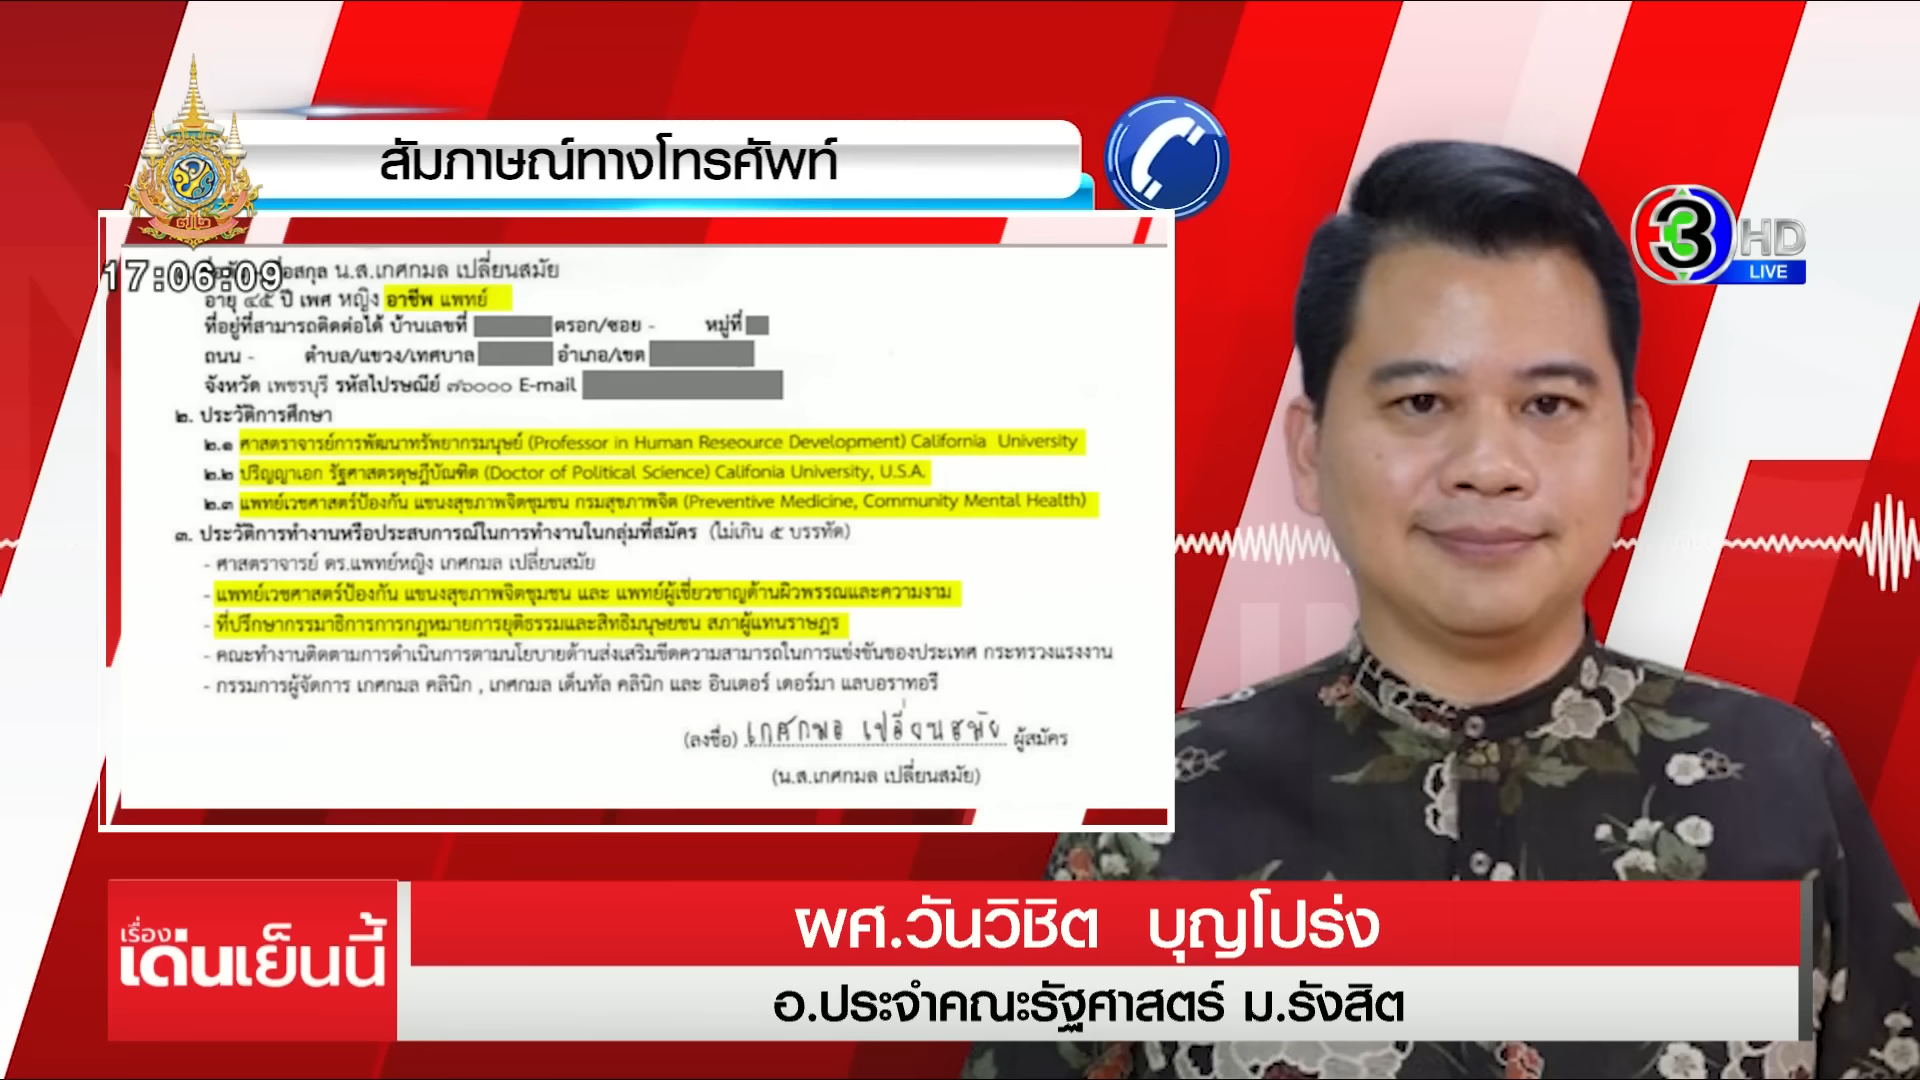 สัมภาษณ์ทางโทรศัพท์
3 HD
LIVE
๗๒
17:06:09
ชื่อสกุล น.ส.เกศกมล เปลี่ยนสมัย
อายุ ๔๕ ปี เพศ หญิง อาชีพ แพทย์
ที่อยู่ที่สามารถติดต่อได้ บ้านเลขที่ ตรอก/ซอย - หมู่ที่
ถนน - ตำบล/แขวง/เทศบาล อำเภอ/เขต
จังหวัด เพชรบุรี รหัสไปรษณีย์ ๗๖๐๐๐ E-mail
๒. ประวัติการศึกษา
๒.๑ ศาสตราจารย์การพัฒนาทรัพยากรมนุษย์ (Professor in Human Reseource Development) California University
๒.๒ ปริญญาเอก รัฐศาสตรดุษฎีบัณฑิต (Doctor of Political Science) Califonia University, U.S.A.
๒.๓ แพทย์เวชศาสตร์ป้องกัน แขนงสุขภาพจิตชุมชน กรมสุขภาพจิต (Preventive Medicine, Community Mental Health)
๓. ประวัติการทำงานหรือประสบการณ์ในการทำงานในกลุ่มที่สมัคร (ไม่เกิน ๕ บรรทัด)
- ศาสตราจารย์ ดร.แพทย์หญิง เกศกมล เปลี่ยนสมัย
- แพทย์เวชศาสตร์ป้องกัน แขนงสุขภาพจิตชุมชน และ แพทย์ผู้เชี่ยวชาญด้านผิวพรรณและความงาม
- ที่ปรึกษากรรมาธิการการกฎหมายการยุติธรรมและสิทธิมนุษยชน สภาผู้แทนราษฎร
- คณะทำงานติดตามการดำเนินการตามนโยบายด้านส่งเสริมขีดความสามารถในการแข่งขันของประเทศ กระทรวงแรงงาน
- กรรมการผู้จัดการ เกศกมล คลินิก , เกศกมล เด็นทัล คลินิก และ อินเตอร์ เดอร์มา แลบอราทอรี
(ลงชื่อ) เกศกมล เปลี่ยนสมัย ผู้สมัคร
(น.ส.เกศกมล เปลี่ยนสมัย)
เรื่อง
เด่นเย็นนี้
ผศ.วันวิชิต บุญโปร่ง
อ.ประจำคณะรัฐศาสตร์ ม.รังสิต